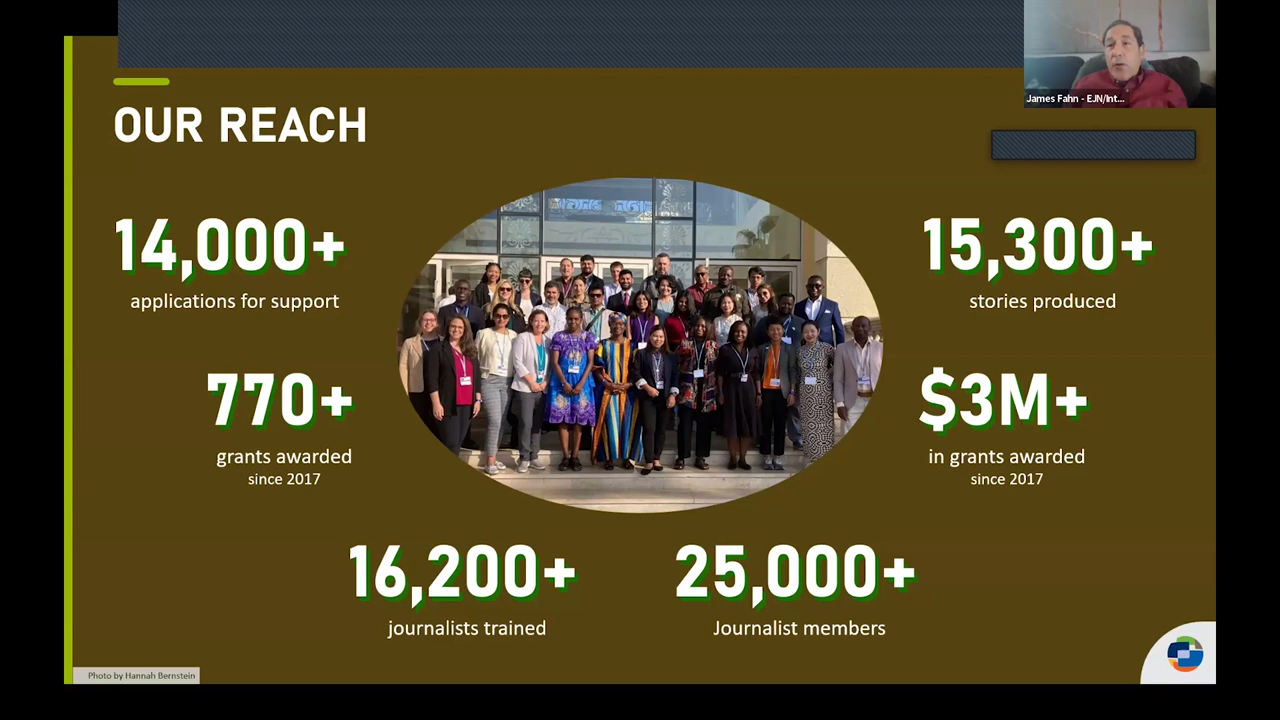 James Fahn - EJN/Int...
OUR REACH
14,000+
applications for support
15,300+
stories produced
770+
grants awarded
since 2017
$3M+
in grants awarded
since 2017
16,200+
journalists trained
25,000+
Journalist members
Photo by Hannah Bernstein